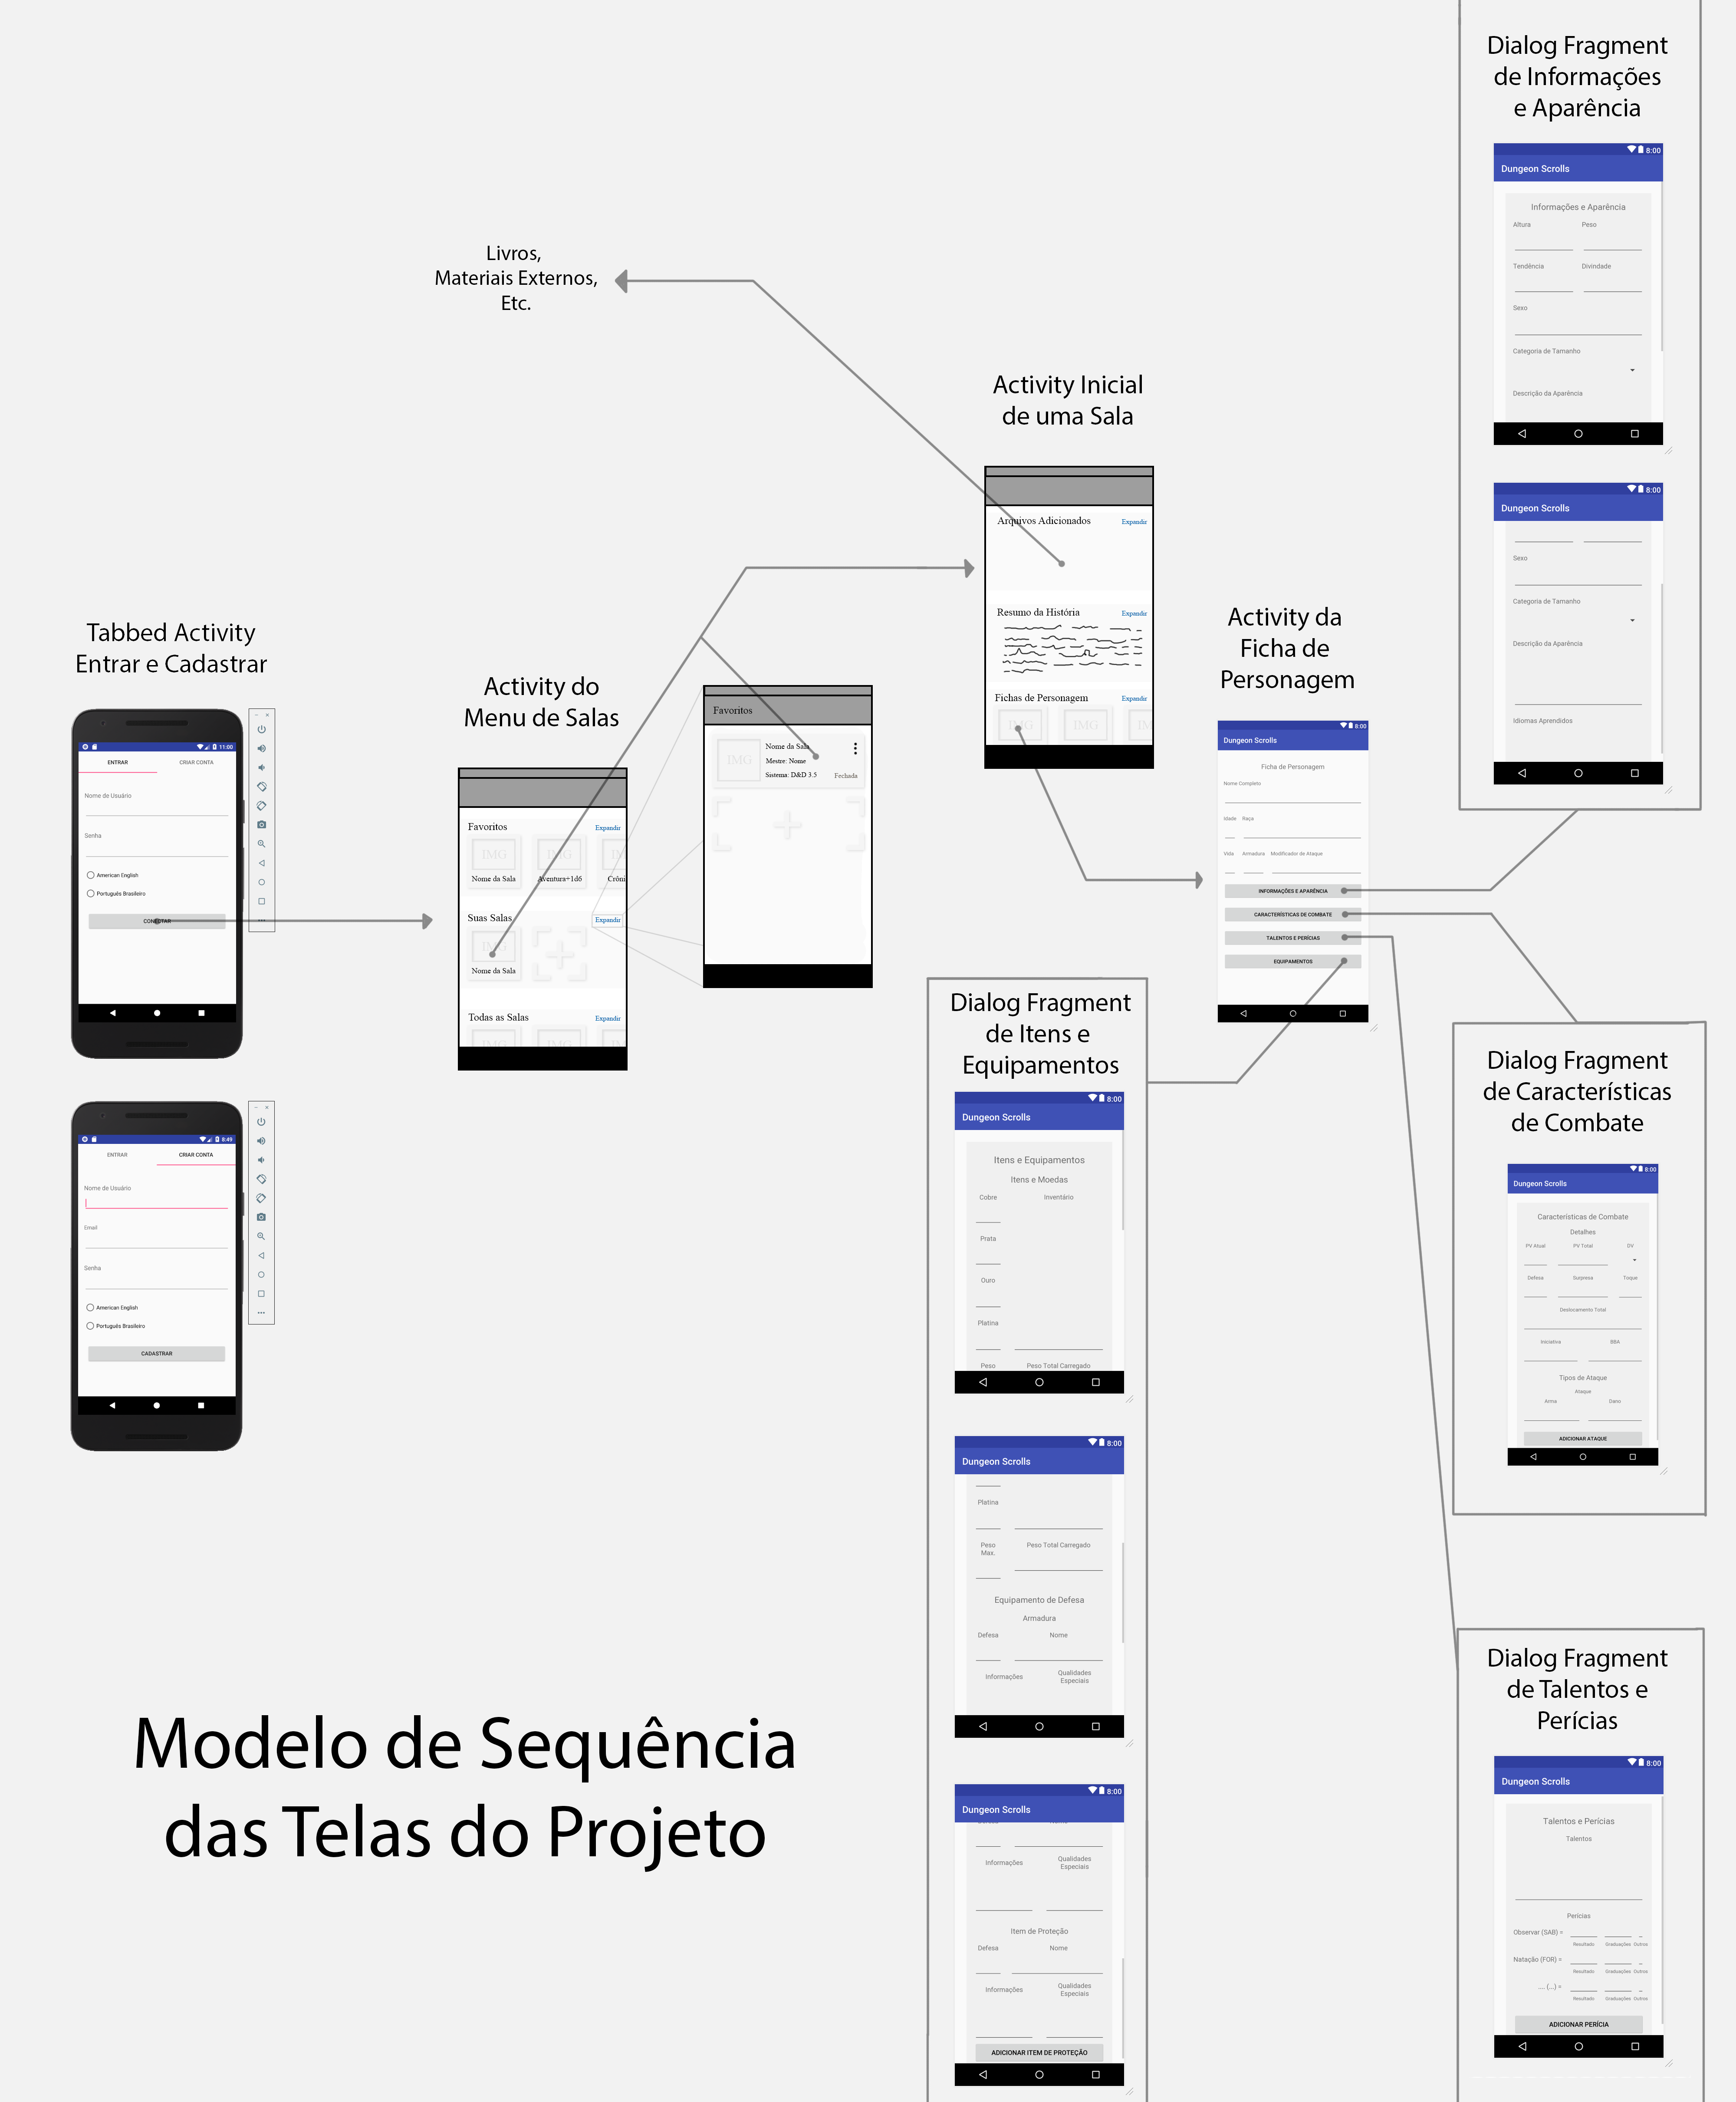 Dialog Fragment
de Informações
e Aparência
8:00
Dungeon Scrolls
Informações e Aparência
Altura Peso
Tendência Divindade
Sexo
Categoria de Tamanho
Descrição da Aparência
8:00
Dungeon Scrolls
Sexo
Categoria de Tamanho
Descrição da Aparência
Idiomas Aprendidos
Livros,
Materiais Externos,
Etc.
Activity Inicial
de uma Sala
Arquivos Adicionados Expandir
Resumo da História Expandir
Fichas de Personagem Expandir
IMG IMG IM
Tabbed Activity
Entrar e Cadastrar
11:00
ENTRAR CRIAR CONTA
Nome de Usuário
Senha
American English
Português Brasileiro
CONECTAR
8:49
ENTRAR CRIAR CONTA
Nome de Usuário
Email
Senha
American English
Português Brasileiro
CADASTRAR
Activity do
Menu de Salas
Favoritos Expandir
IMG IMG IM
Nome da Sala Aventura+1d6 Crôni
Suas Salas Expandir
IMG
Nome da Sala
Todas as Salas Expandir
IMG IMG IM
Favoritos
IMG
Nome da Sala
Mestre: Nome
Sistema: D&D 3.5 Fechada
Activity da
Ficha de
Personagem
8:00
Dungeon Scrolls
Ficha de Personagem
Nome Completo
Idade Raça
Vida Armadura Modificador de Ataque
INFORMAÇÕES E APARÊNCIA
CARACTERÍSTICAS DE COMBATE
TALENTOS E PERÍCIAS
EQUIPAMENTOS
Dialog Fragment
de Itens e
Equipamentos
8:00
Dungeon Scrolls
Itens e Equipamentos
Itens e Moedas
Cobre Inventário
Prata
Ouro
Platina
Peso Peso Total Carregado
8:00
Dungeon Scrolls
Platina
Peso Peso Total Carregado
Max.
Equipamento de Defesa
Armadura
Defesa Nome
Informações Qualidades
Especiais
8:00
Dungeon Scrolls
Informações Qualidades
Especiais
Item de Proteção
Defesa Nome
Informações Qualidades
Especiais
ADICIONAR ITEM DE PROTEÇÃO
Dialog Fragment
de Características
de Combate
8:00
Dungeon Scrolls
Características de Combate
Detalhes
PV Atual PV Total DV
Defesa Surpresa Toque
Deslocamento Total
Iniciativa BBA
Tipos de Ataque
Ataque
Arma Dano
ADICIONAR ATAQUE
Dialog Fragment
de Talentos e
Perícias
8:00
Dungeon Scrolls
Talentos e Perícias
Talentos
Perícias
Observar (SAB) =
Resultado Graduações Outros
Natação (FOR) =
Resultado Graduações Outros
.... (...) =
Resultado Graduações Outros
ADICIONAR PERÍCIA
Modelo de Sequência
das Telas do Projeto